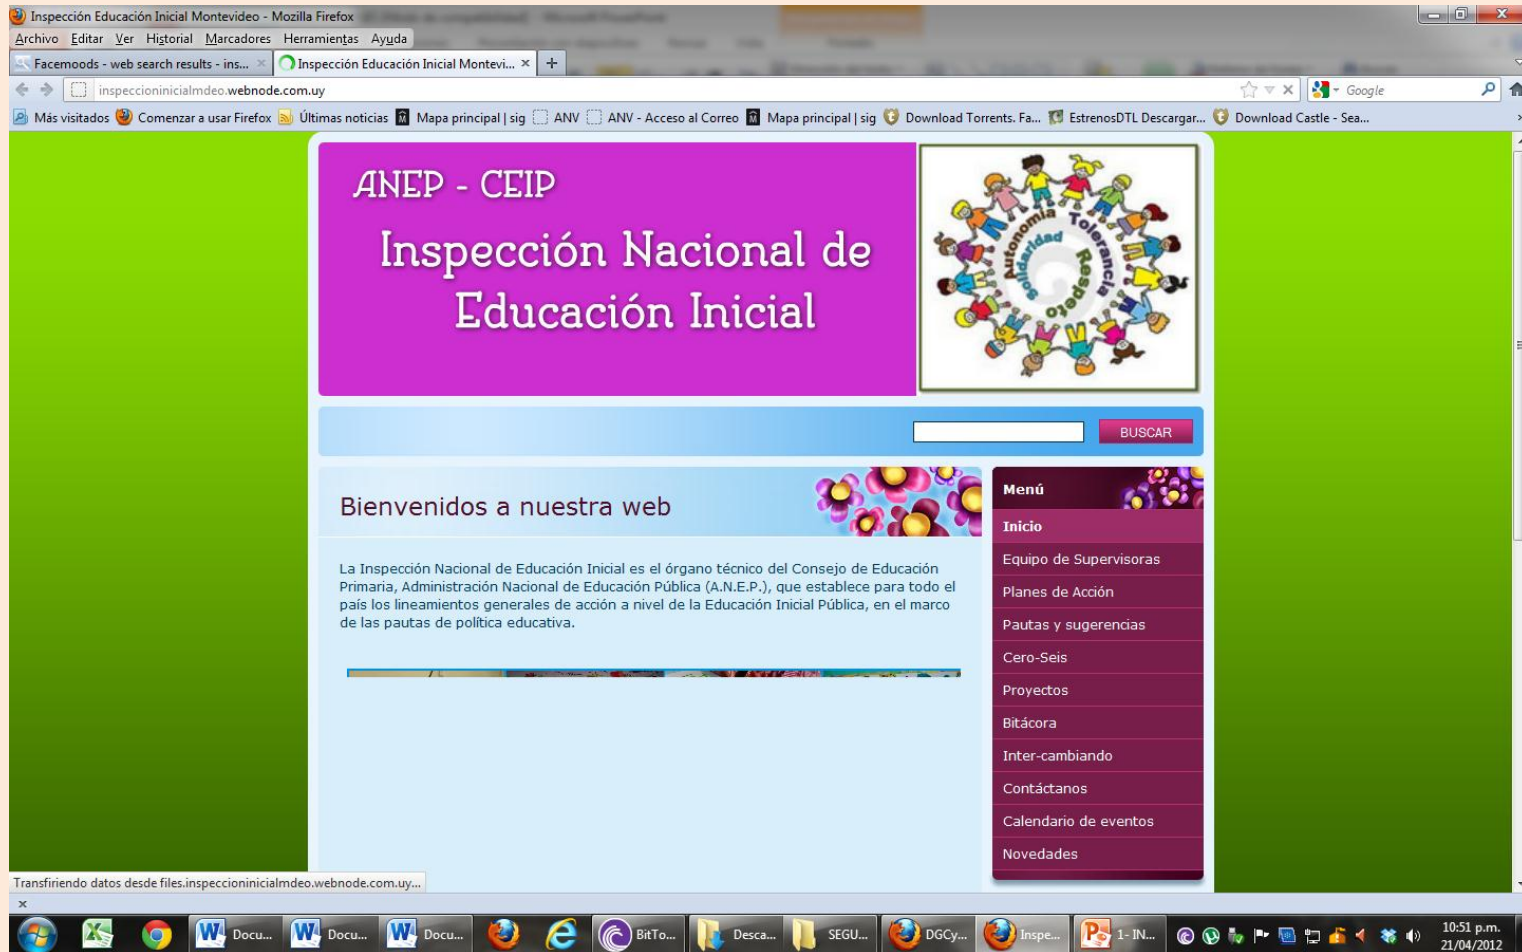 Inspección Educación Inicial Montevideo - Mozilla Firefox
Archivo Editar Ver Historial Marcadores Herramientas Ayuda
Facemoods - web search results - ins...
Inspección Educación Inicial Montevi...
inspeccioninicialmdeo.webnode.com.uy
Google
Más visitados Comenzar a usar Firefox Últimas noticias Mapa principal | sig ANV ANV - Acceso al Correo Mapa principal | sig Download Torrents. Fa... EstrenosDTL Descargar... Download Castle - Sea...
ANEP - CEIP
Inspección Nacional de
Educación Inicial
Autonomía Tolerancia
Solidaridad Respeto
BUSCAR
Bienvenidos a nuestra web
La Inspección Nacional de Educación Inicial es el órgano técnico del Consejo de Educación
Primaria, Administración Nacional de Educación Pública (A.N.E.P.), que establece para todo el
país los lineamientos generales de acción a nivel de la Educación Inicial Pública, en el marco
de las pautas de política educativa.
Menú
Inicio
Equipo de Supervisoras
Planes de Acción
Pautas y sugerencias
Cero-Seis
Proyectos
Bitácora
Inter-cambiando
Contáctanos
Calendario de eventos
Novedades
Transfiriendo datos desde files.inspeccioninicialmdeo.webnode.com.uy...
Docu... Docu... Docu... BitTo... Desca... SEGU... DGCy... Inspe... 1- IN...
10:51 p.m.
21/04/2012